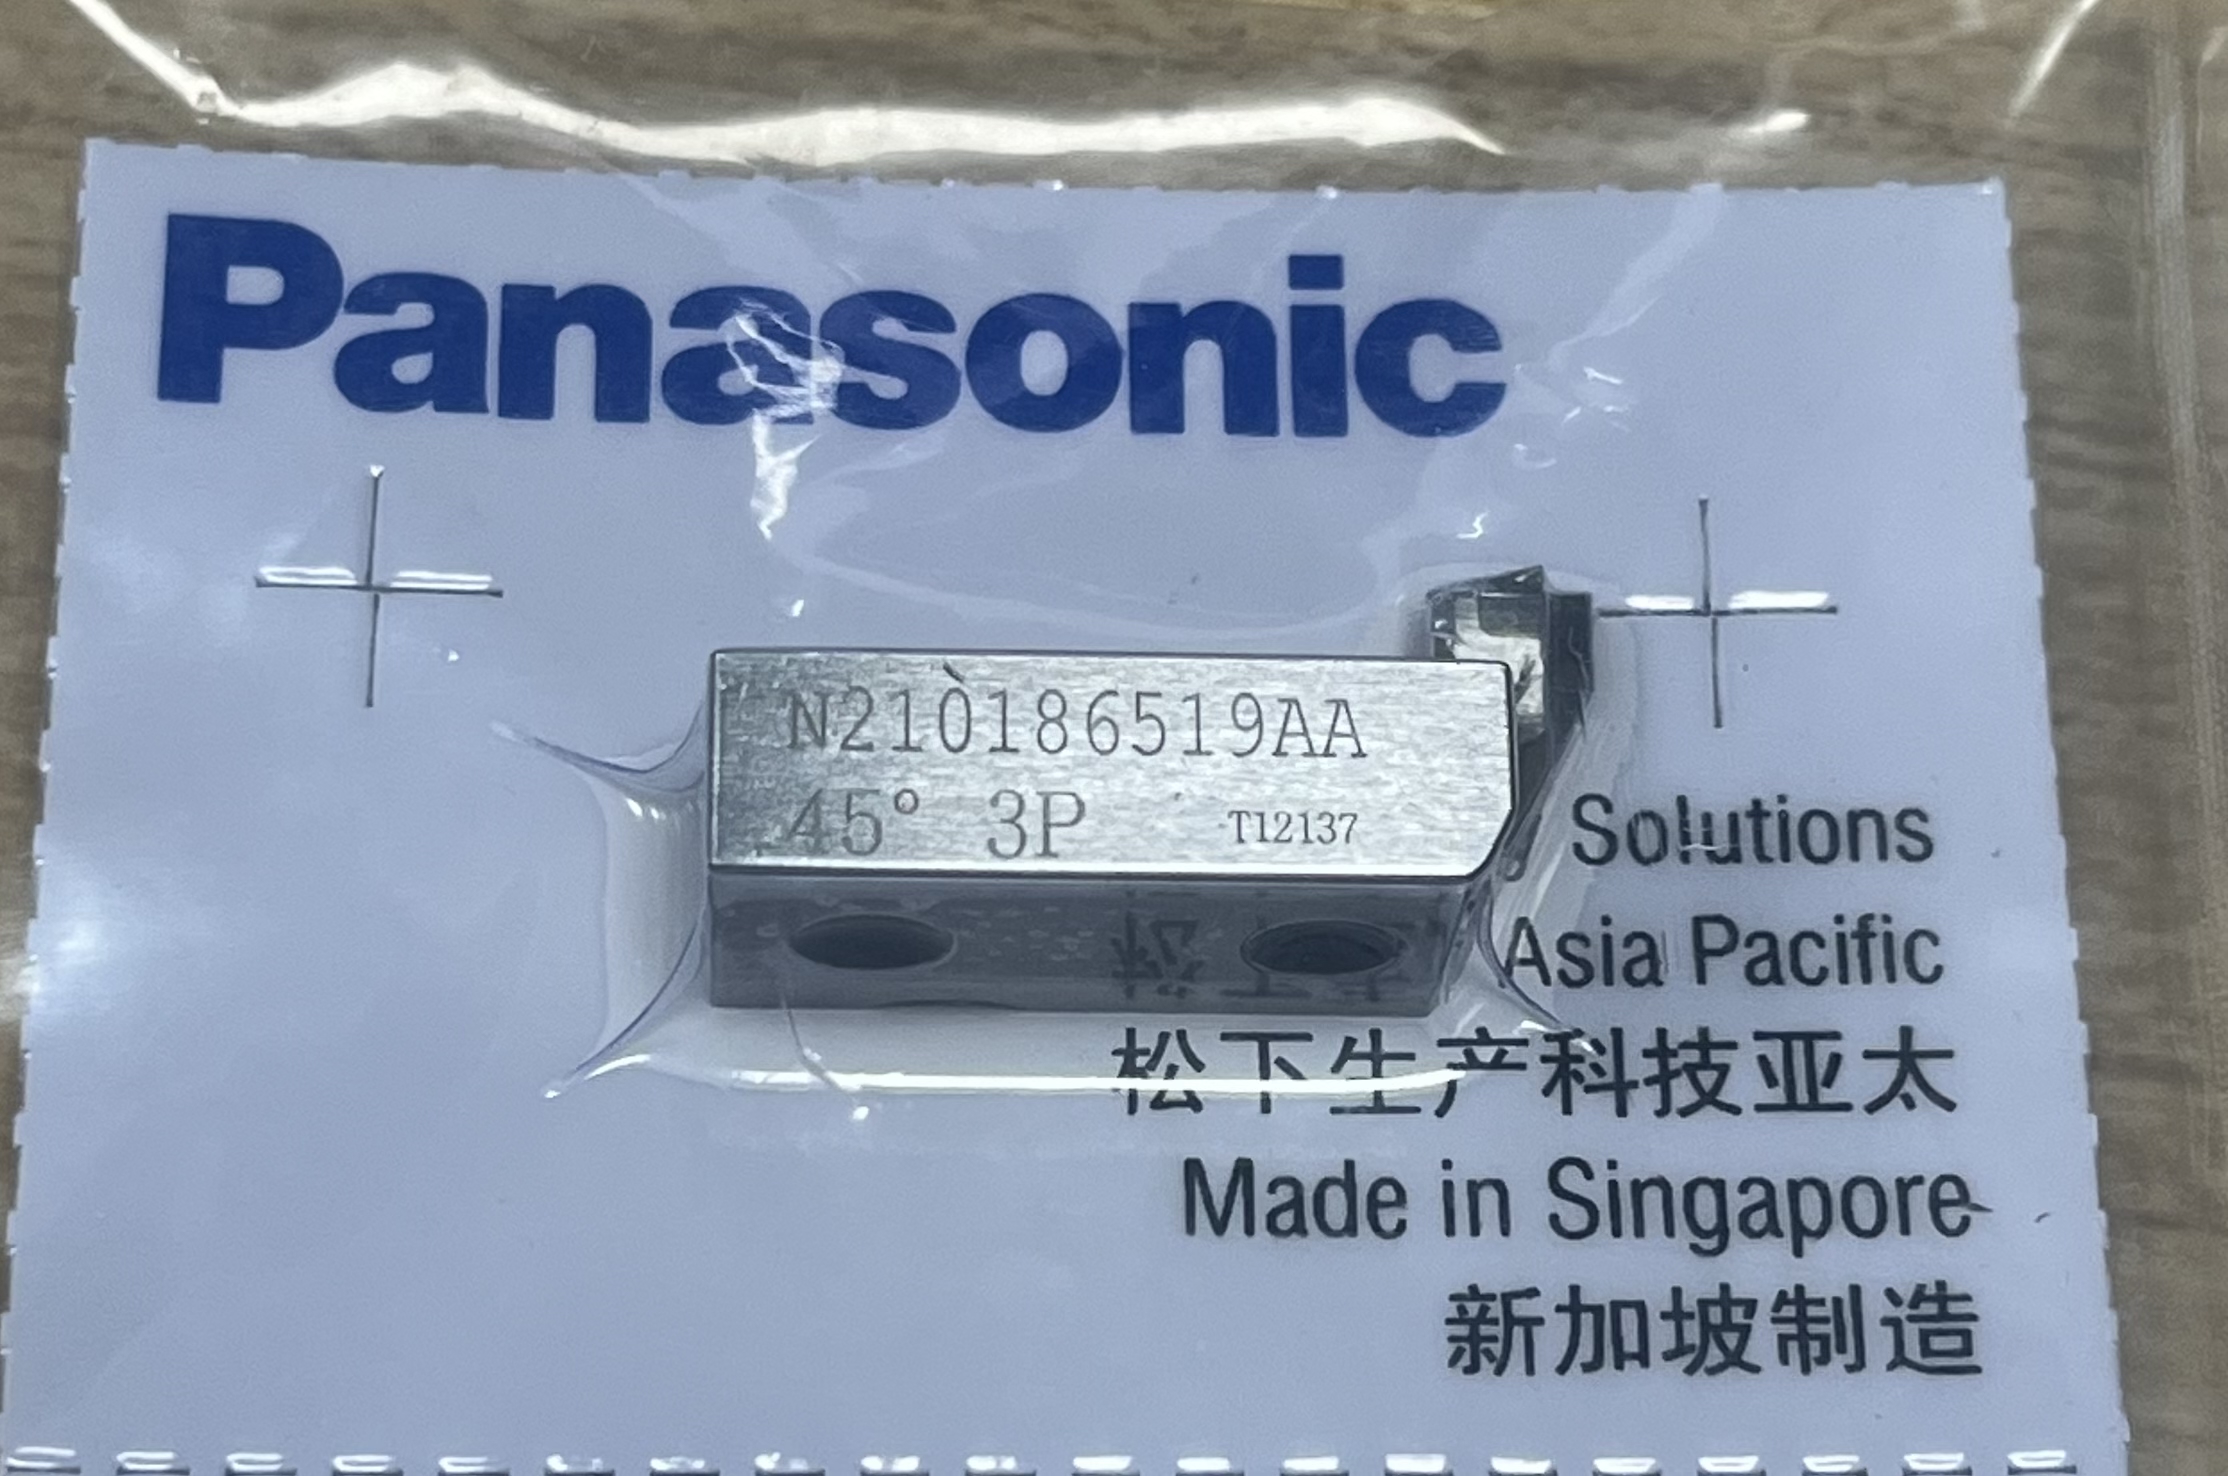 Panasonic
N210186519AA
45° 3P T12137
Solutions
Asia Pacific
松下生产科技亚太
Made in Singapore
新加坡制造